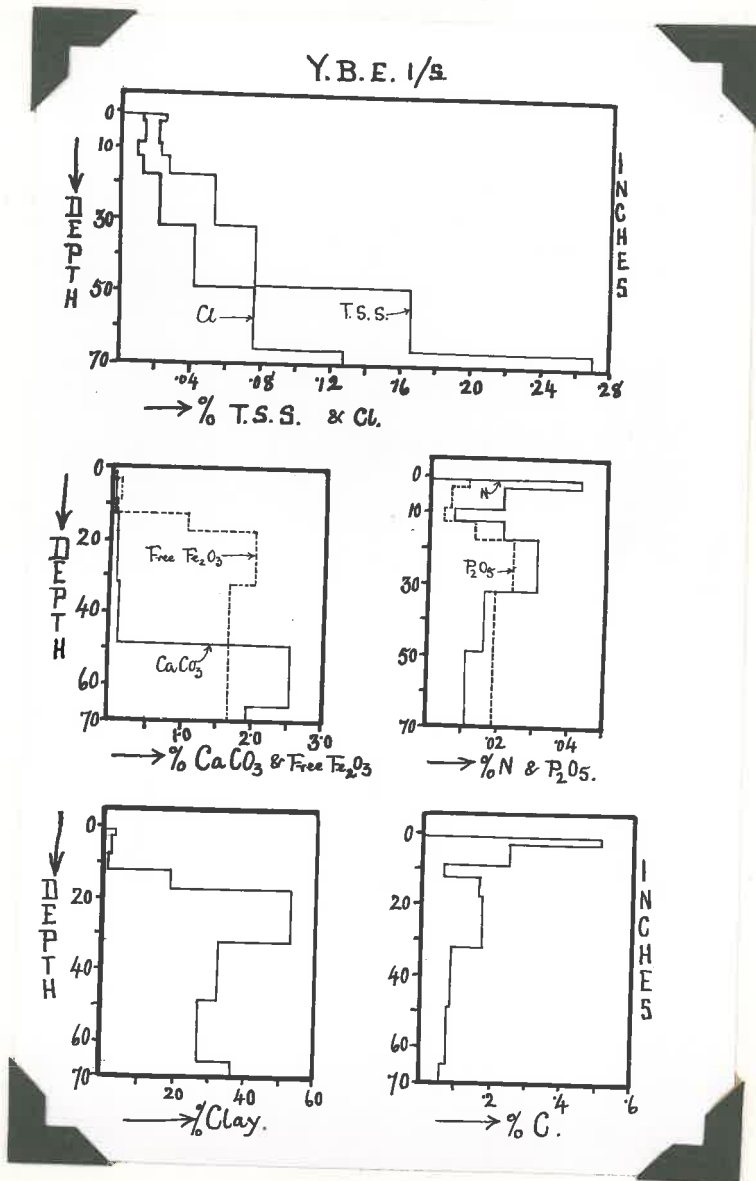 Y.B.E. 1/s
0
10
30
50
70
DEPTH
INCHES
Cl
T.S.S.
.04 .08 .12 .16 .20 .24 .28
% T.S.S. & Cl.
0
20
40
60
70
DEPTH
Free Fe2O3
CaCO3
1.0 2.0 3.0
% CaCO3 & Free Fe2O3
0
10
30
50
70
N
P2O5
.02 .04
% N & P2O5.
0
20
40
60
70
DEPTH
20 40 60
% Clay.
0
20
40
60
70
INCHES
.2 .4 .6
% C.